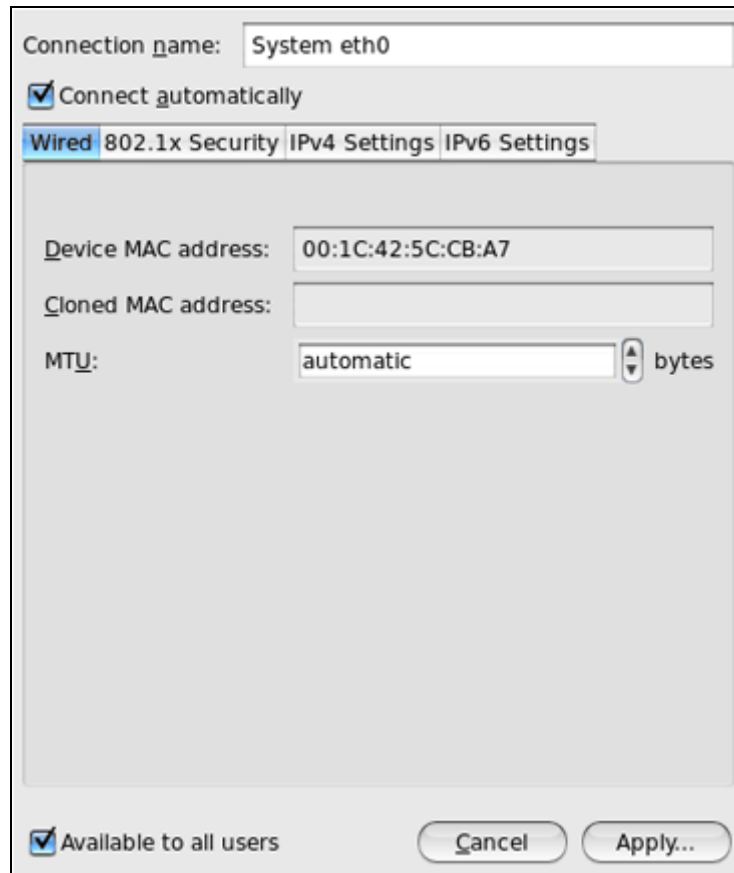 Connection name: System eth0
Connect automatically
Wired 802.1x Security IPv4 Settings IPv6 Settings
Device MAC address: 00:1C:42:5C:CB:A7
Cloned MAC address:
MTU: automatic bytes
Available to all users Cancel Apply...